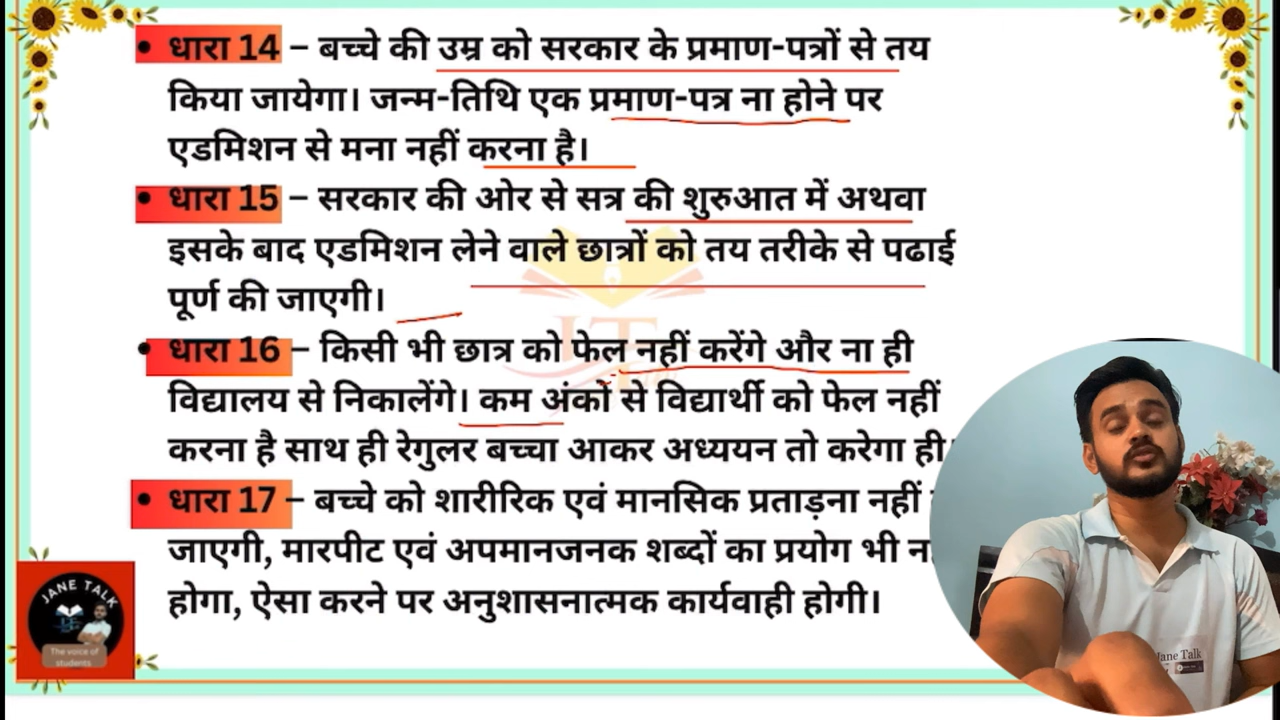 • धारा 14 – बच्चे की उम्र को सरकार के प्रमाण-पत्रों से तय
किया जायेगा। जन्म-तिथि एक प्रमाण-पत्र ना होने पर
एडमिशन से मना नहीं करना है।
• धारा 15 – सरकार की ओर से सत्र की शुरुआत में अथवा
इसके बाद एडमिशन लेने वाले छात्रों को तय तरीके से पढाई
पूर्ण की जाएगी।
• धारा 16 – किसी भी छात्र को फेल नहीं करेंगे और ना ही
विद्यालय से निकालेंगे। कम अंकों से विद्यार्थी को फेल नहीं
करना है साथ ही रेगुलर बच्चा आकर अध्ययन तो करेगा ही
• धारा 17 – बच्चे को शारीरिक एवं मानसिक प्रताड़ना नहीं
जाएगी, मारपीट एवं अपमानजनक शब्दों का प्रयोग भी
होगा, ऐसा करने पर अनुशासनात्मक कार्यवाही होगी।
JANE TALK
The voice of
students
Jane Talk